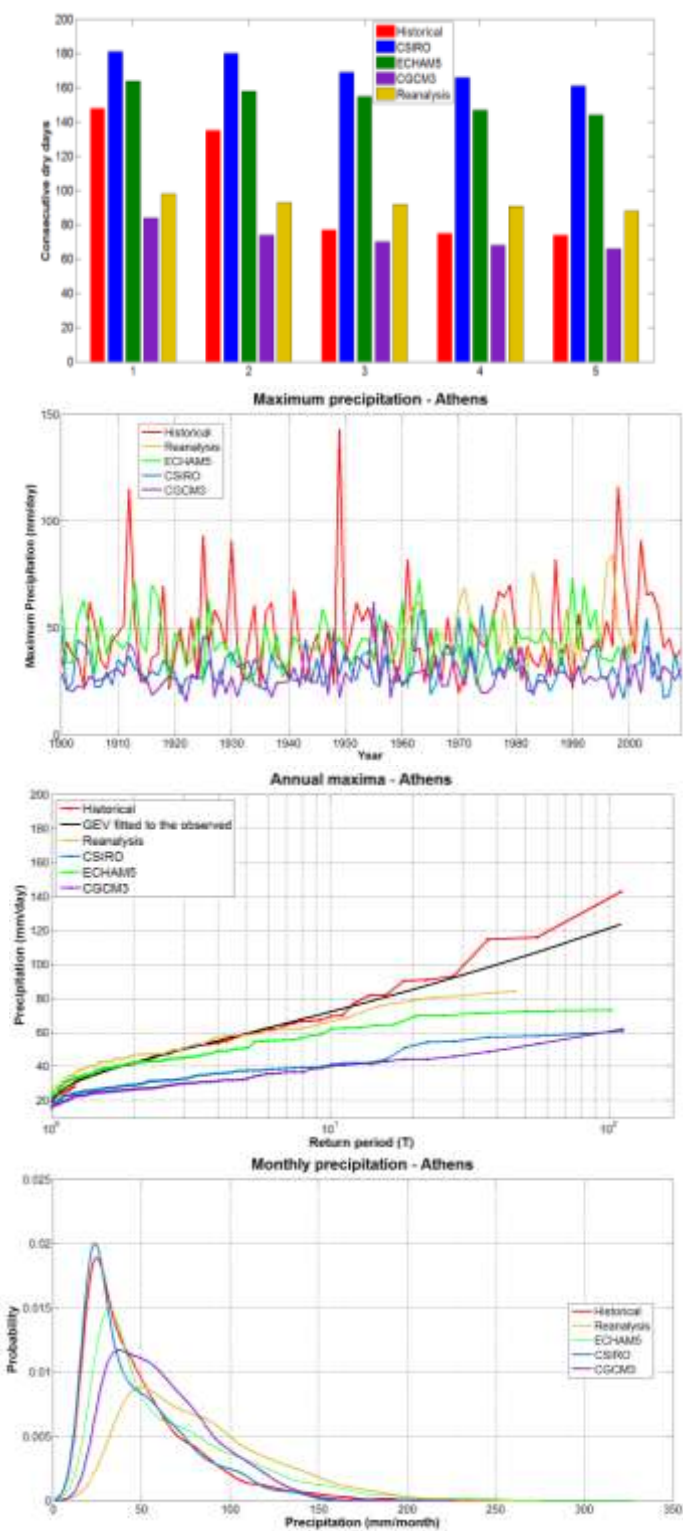 200
180
160
140
120
100
80
60
40
20
0
Consecutive dry days
Historical
CSIRO
ECHAM5
CGCM3
Reanalysis
1 2 3 4 5
Maximum precipitation - Athens
150
100
50
0
Maximum Precipitation (mm/day)
Historical
Reanalysis
ECHAM5
CSIRO
CGCM3
1900 1910 1920 1930 1940 1950 1960 1970 1980 1990 2000
Year
Annual maxima - Athens
200
180
160
140
120
100
80
60
40
20
Precipitation (mm/day)
Historical
GEV fitted to the observed
Reanalysis
CSIRO
ECHAM5
CGCM3
10⁰ 10¹ 10²
Return period (T)
Monthly precipitation - Athens
0.025
0.02
0.015
0.01
0.005
0
Probability
Historical
Reanalysis
ECHAM5
CSIRO
CGCM3
0 50 100 150 200 250 300 350
Precipitation (mm/month)